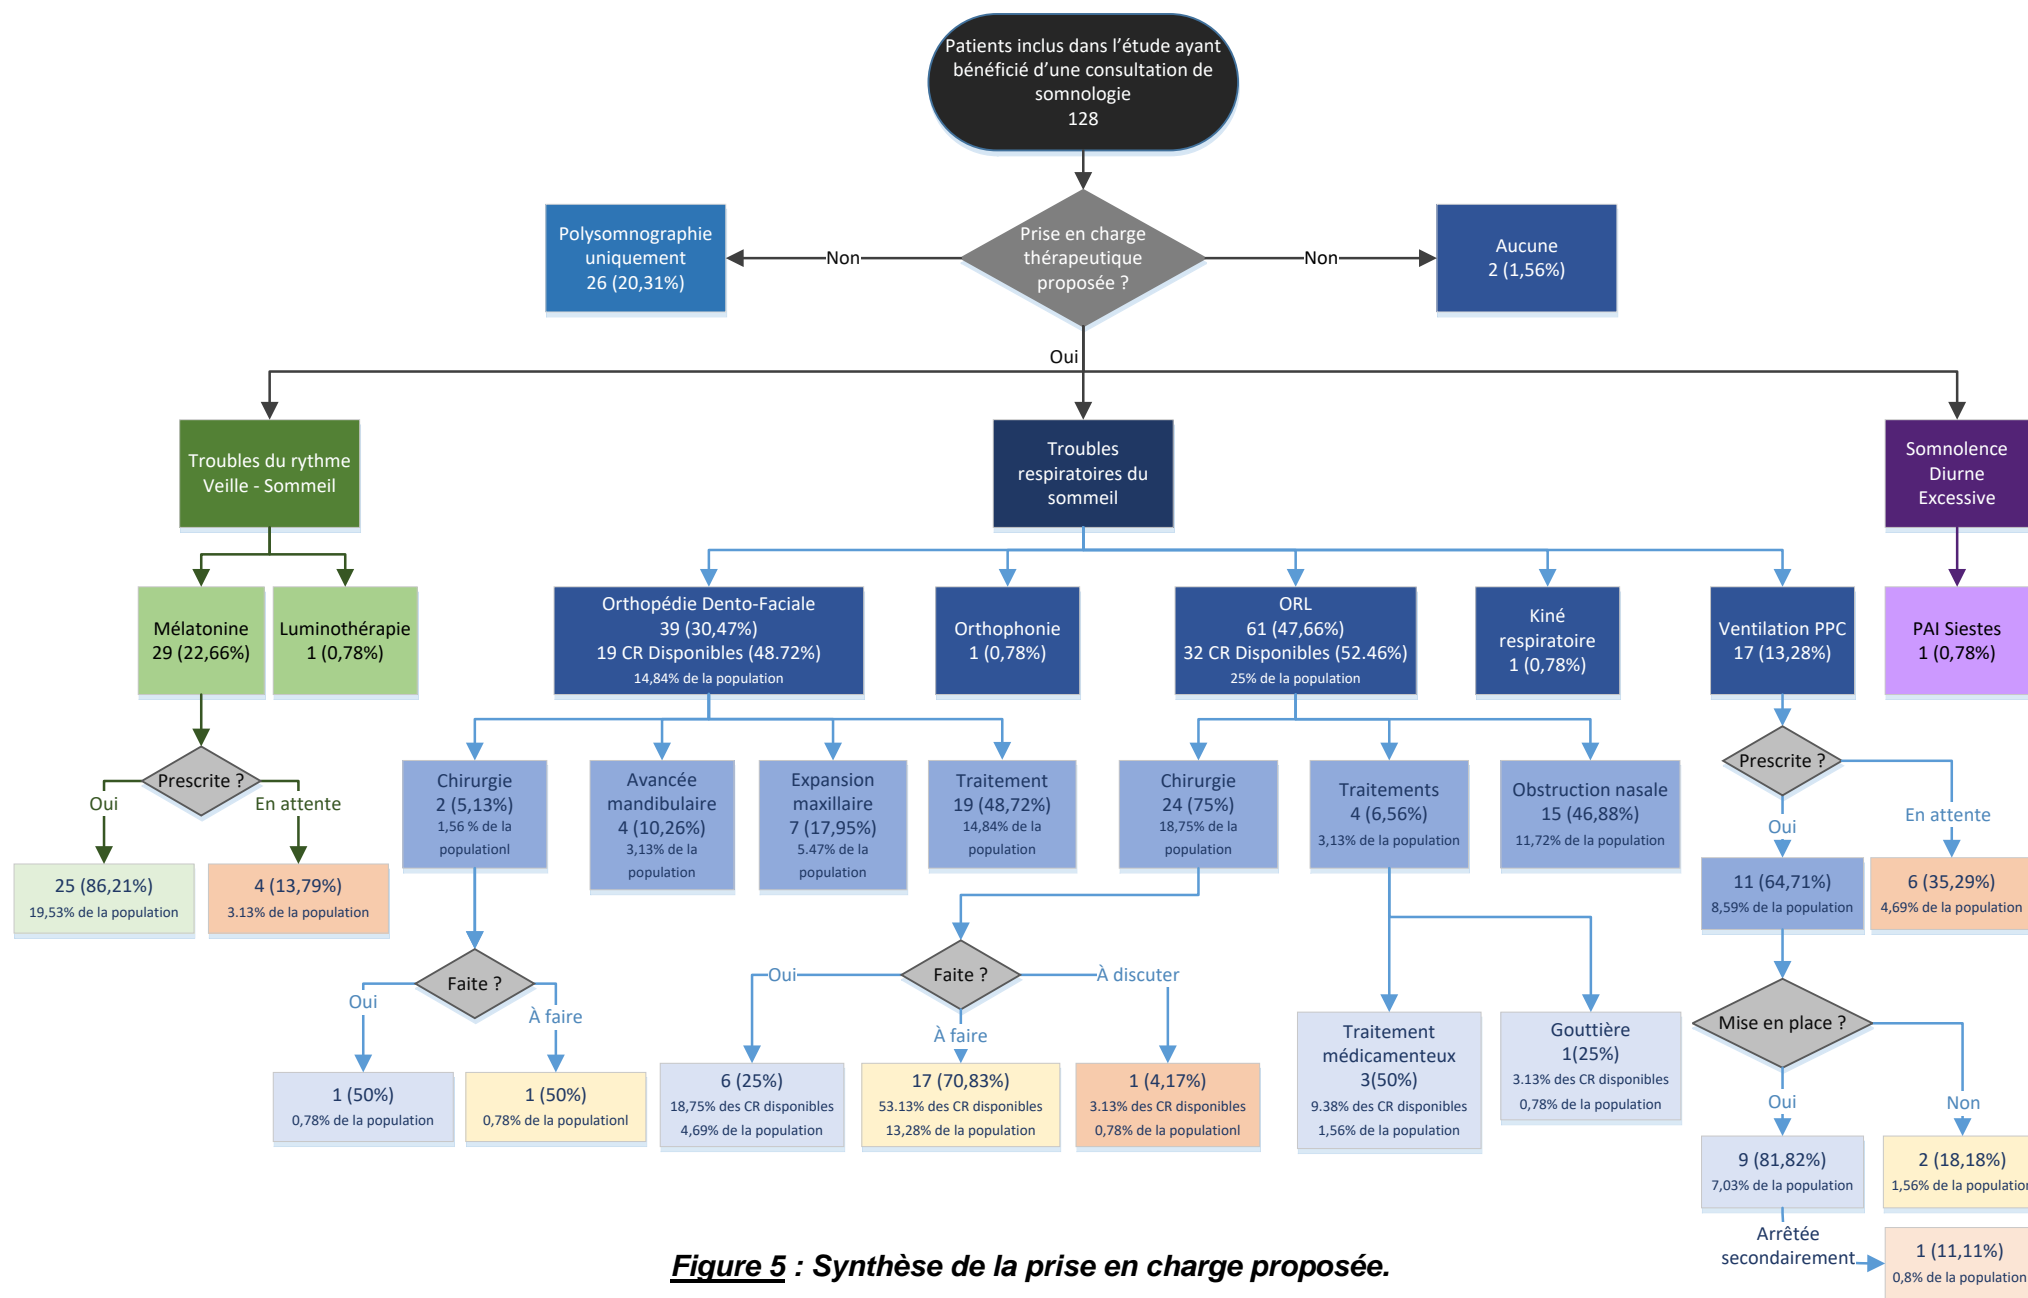 Patients inclus dans l'étude ayant
bénéficié d'une consultation de
somnologie
128
Polysomnographie
uniquement
26 (20,31%)
Non
Prise en charge
thérapeutique
proposée ?
Non
Aucune
2 (1,56%)
Oui
Troubles du rythme
Veille - Sommeil
Troubles
respiratoires du
sommeil
Somnolence
Diurne
Excessive
Mélatonine
29 (22,66%)
Luminothérapie
1 (0,78%)
Orthopédie Dento-Faciale
39 (30,47%)
19 CR Disponibles (48.72%)
14,84% de la population
Orthophonie
1 (0,78%)
ORL
61 (47,66%)
32 CR Disponibles (52.46%)
25% de la population
Kiné
respiratoire
1 (0,78%)
Ventilation PPC
17 (13,28%)
PAI Siestes
1 (0,78%)
Prescrite ?
Oui
En attente
25 (86,21%)
19,53% de la population
4 (13,79%)
3.13% de la population
Chirurgie
2 (5,13%)
1,56 % de la
populationl
Avancée
mandibulaire
4 (10,26%)
3,13% de la
population
Expansion
maxillaire
7 (17,95%)
5.47% de la
population
Traitement
19 (48,72%)
14,84% de la
population
Chirurgie
24 (75%)
18,75% de la
population
Traitements
4 (6,56%)
3,13% de la population
Obstruction nasale
15 (46,88%)
11,72% de la population
Prescrite ?
Oui
En attente
11 (64,71%)
8,59% de la population
6 (35,29%)
4,69% de la population
Faite ?
Oui
À faire
1 (50%)
0,78% de la population
1 (50%)
0,78% de la populationl
Faite ?
Oui
À discuter
À faire
6 (25%)
18,75% des CR disponibles
4,69% de la population
17 (70,83%)
53.13% des CR disponibles
13,28% de la population
1 (4,17%)
3.13% des CR disponibles
0,78% de la populationl
Traitement
médicamenteux
3(50%)
9.38% des CR disponibles
1,56% de la population
Gouttière
1(25%)
3.13% des CR disponibles
0,78% de la population
Mise en place ?
Oui
Non
9 (81,82%)
7,03% de la population
2 (18,18%)
1,56% de la population
Arrêtée
secondairement
1 (11,11%)
0,8% de la population
Figure 5 : Synthèse de la prise en charge proposée.